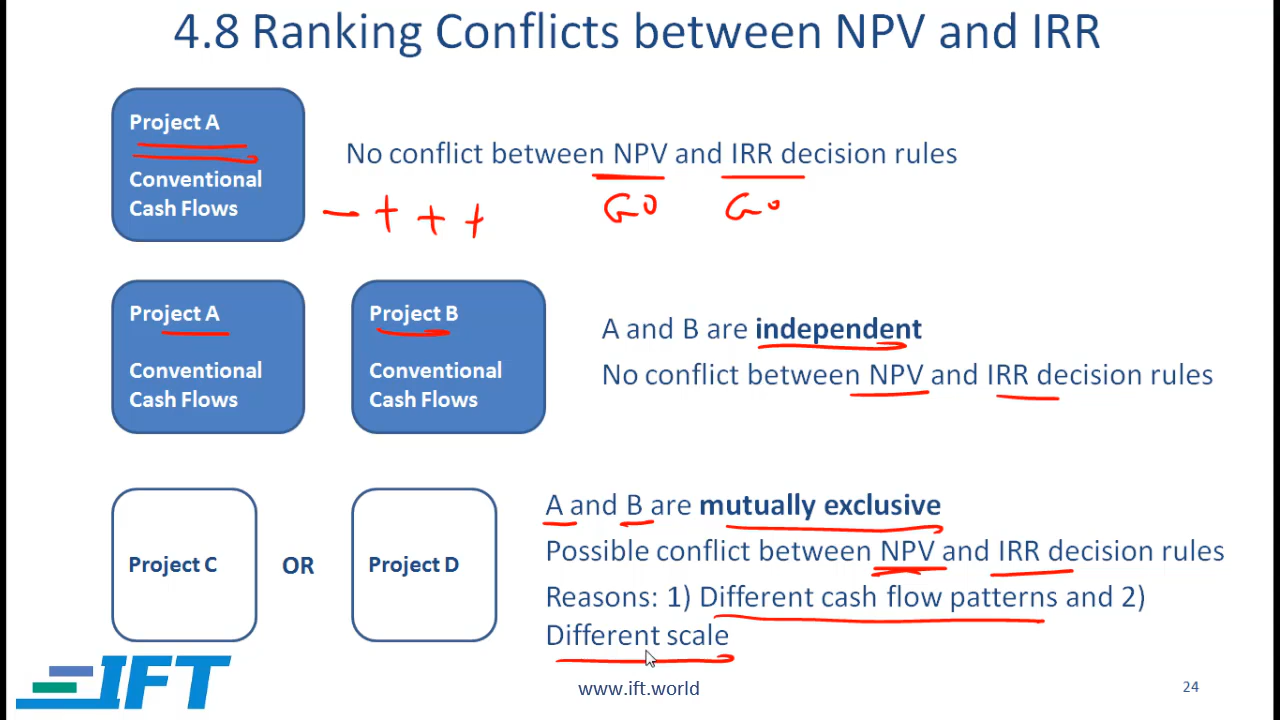 4.8 Ranking Conflicts between NPV and IRR
Project A
Conventional
Cash Flows
No conflict between NPV and IRR decision rules
- + + +
GO GO
Project A
Conventional
Cash Flows
Project B
Conventional
Cash Flows
A and B are independent
No conflict between NPV and IRR decision rules
Project C
OR
Project D
A and B are mutually exclusive
Possible conflict between NPV and IRR decision rules
Reasons: 1) Different cash flow patterns and 2)
Different scale
IFT
www.ift.world
24